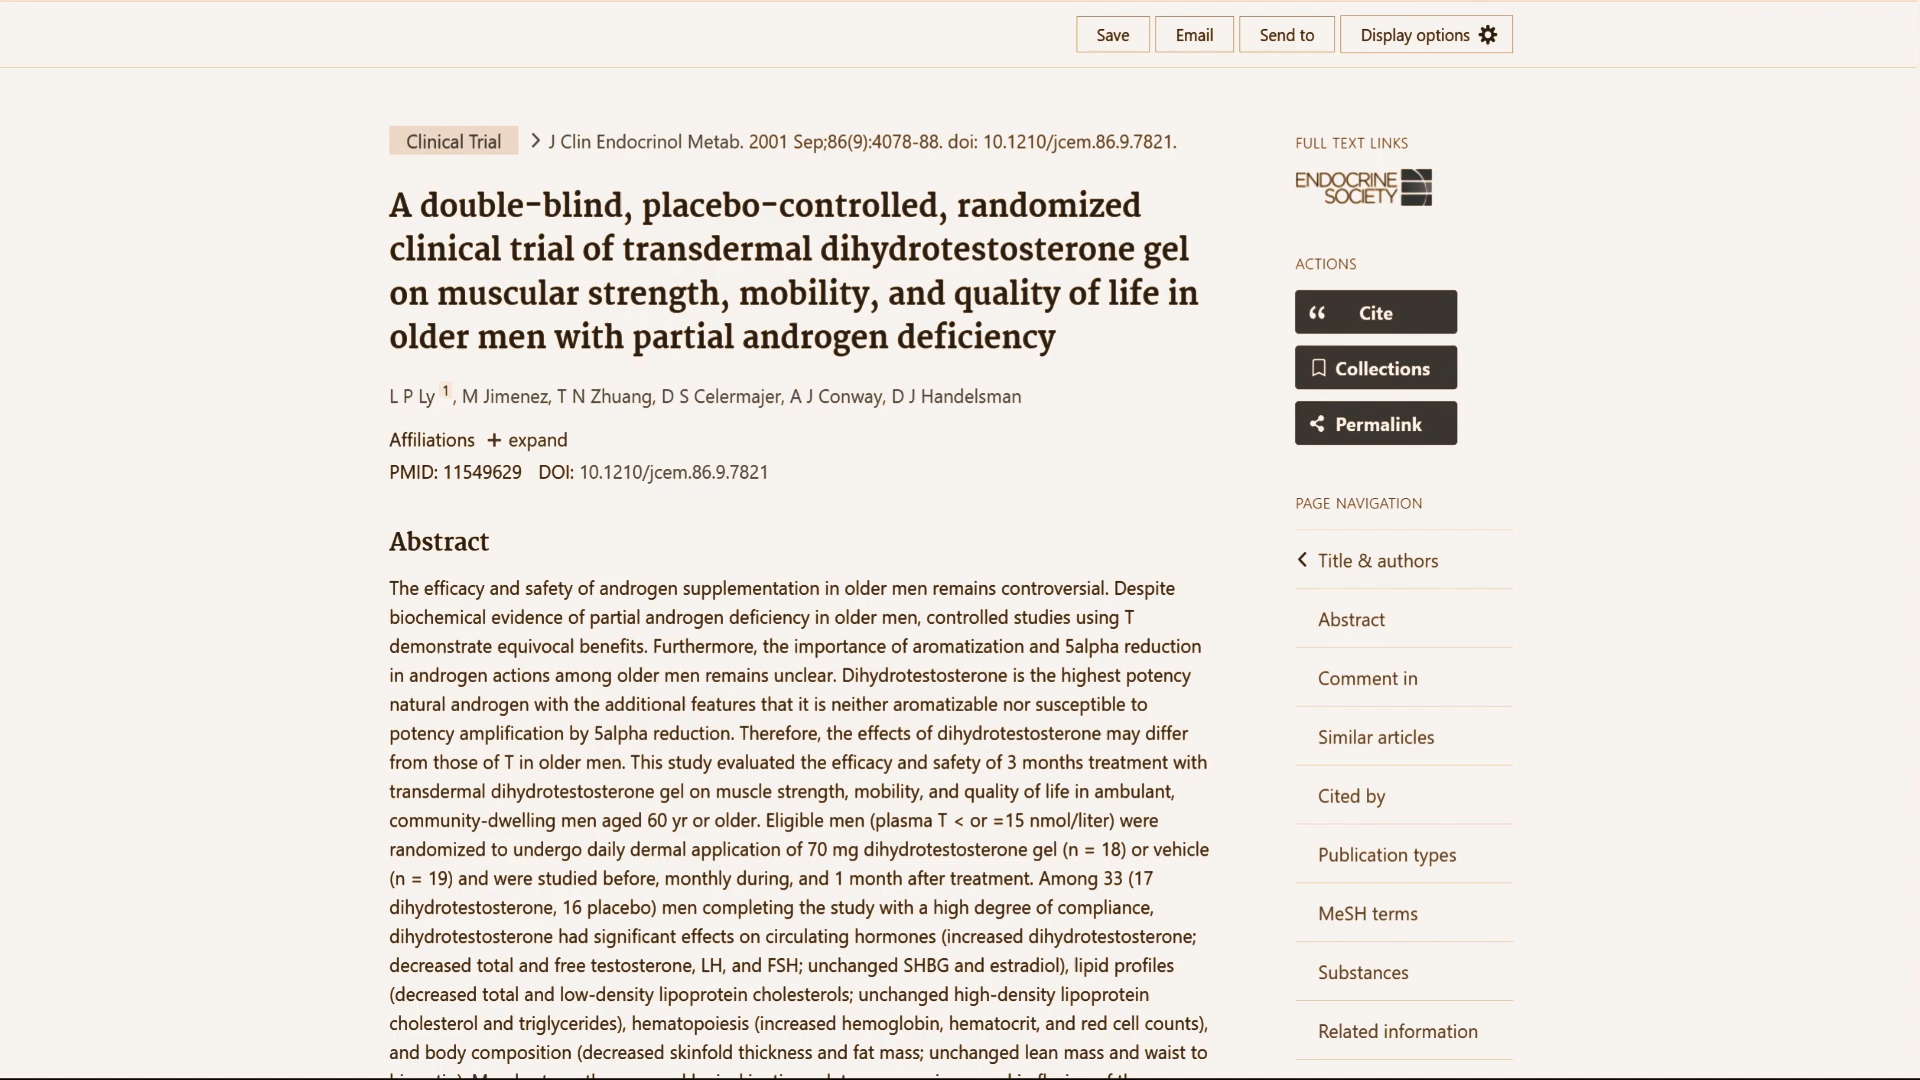 Save
Email
Send to
Display options
Clinical Trial
J Clin Endocrinol Metab. 2001 Sep;86(9):4078-88. doi: 10.1210/jcem.86.9.7821.
A double-blind, placebo-controlled, randomized
clinical trial of transdermal dihydrotestosterone gel
on muscular strength, mobility, and quality of life in
older men with partial androgen deficiency
L P Ly 1, M Jimenez, T N Zhuang, D S Celermajer, A J Conway, D J Handelsman
Affiliations + expand
PMID: 11549629 DOI: 10.1210/jcem.86.9.7821
Abstract
The efficacy and safety of androgen supplementation in older men remains controversial. Despite
biochemical evidence of partial androgen deficiency in older men, controlled studies using T
demonstrate equivocal benefits. Furthermore, the importance of aromatization and 5alpha reduction
in androgen actions among older men remains unclear. Dihydrotestosterone is the highest potency
natural androgen with the additional features that it is neither aromatizable nor susceptible to
potency amplification by 5alpha reduction. Therefore, the effects of dihydrotestosterone may differ
from those of T in older men. This study evaluated the efficacy and safety of 3 months treatment with
transdermal dihydrotestosterone gel on muscle strength, mobility, and quality of life in ambulant,
community-dwelling men aged 60 yr or older. Eligible men (plasma T < or =15 nmol/liter) were
randomized to undergo daily dermal application of 70 mg dihydrotestosterone gel (n = 18) or vehicle
(n = 19) and were studied before, monthly during, and 1 month after treatment. Among 33 (17
dihydrotestosterone, 16 placebo) men completing the study with a high degree of compliance,
dihydrotestosterone had significant effects on circulating hormones (increased dihydrotestosterone;
decreased total and free testosterone, LH, and FSH; unchanged SHBG and estradiol), lipid profiles
(decreased total and low-density lipoprotein cholesterols; unchanged high-density lipoprotein
cholesterol and triglycerides), hematopoiesis (increased hemoglobin, hematocrit, and red cell counts),
and body composition (decreased skinfold thickness and fat mass; unchanged lean mass and waist to
FULL TEXT LINKS
ENDOCRINE
SOCIETY
ACTIONS
Cite
Collections
Permalink
PAGE NAVIGATION
Title & authors
Abstract
Comment in
Similar articles
Cited by
Publication types
MeSH terms
Substances
Related information